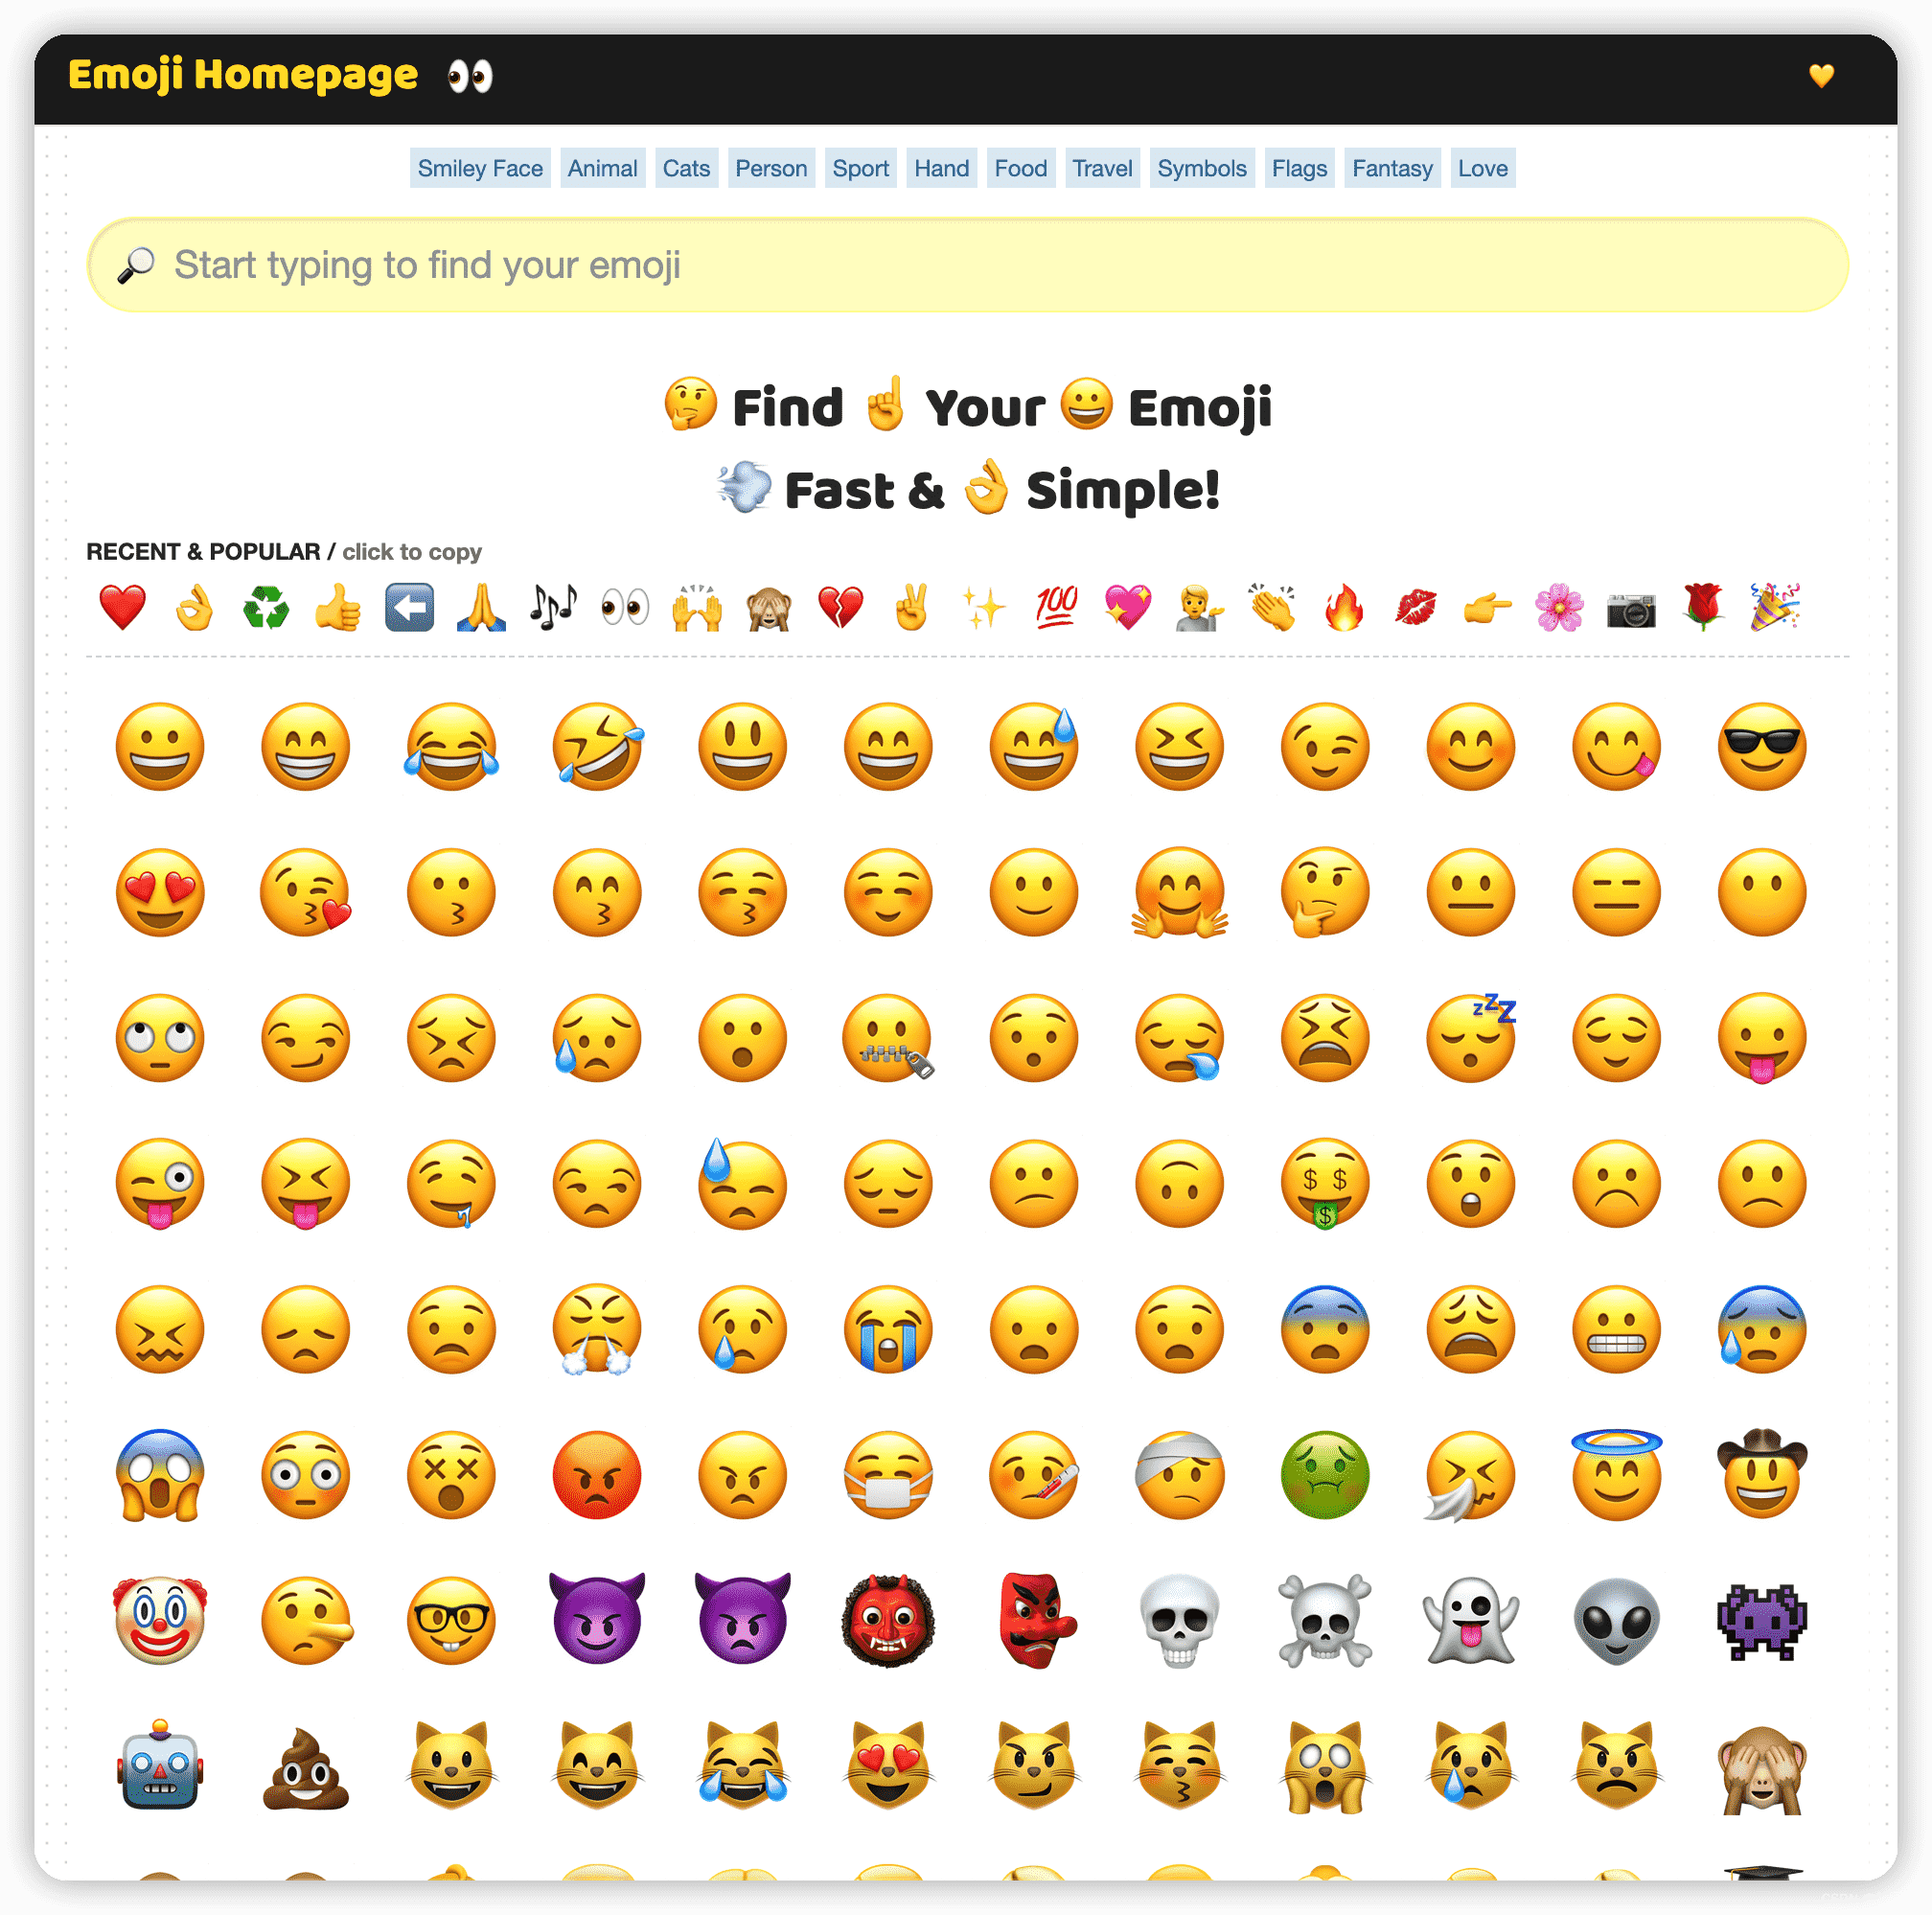 Emoji Homepage 👀
Smiley Face Animal Cats Person Sport Hand Food Travel Symbols Flags Fantasy Love
Start typing to find your emoji
🤔 Find ☝️ Your 😀 Emoji
💨 Fast & 👌 Simple!
RECENT & POPULAR / click to copy